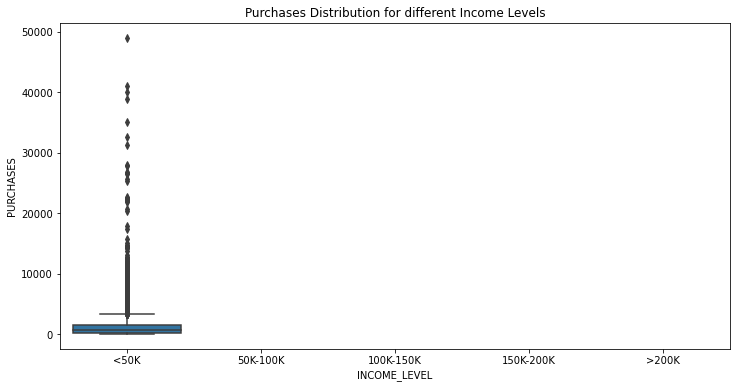 Purchases Distribution for different Income Levels
50000
40000
30000
20000
10000
0
PURCHASES
<50K 50K-100K 100K-150K 150K-200K >200K
INCOME_LEVEL